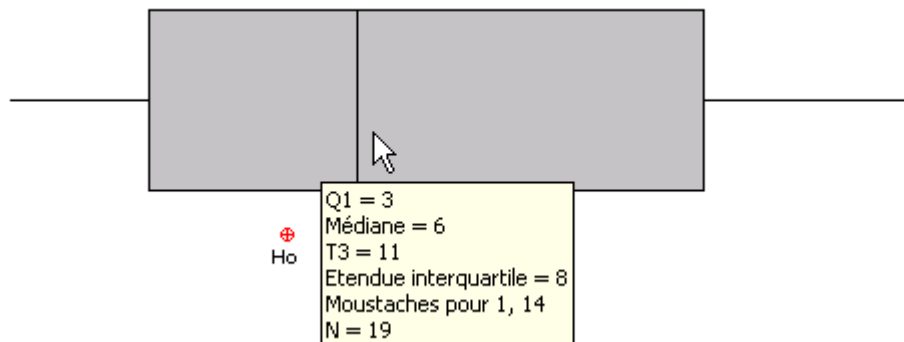 Q1 = 3
Médiane = 6
T3 = 11
Etendue interquartile = 8
Moustaches pour 1, 14
N = 19
Ho